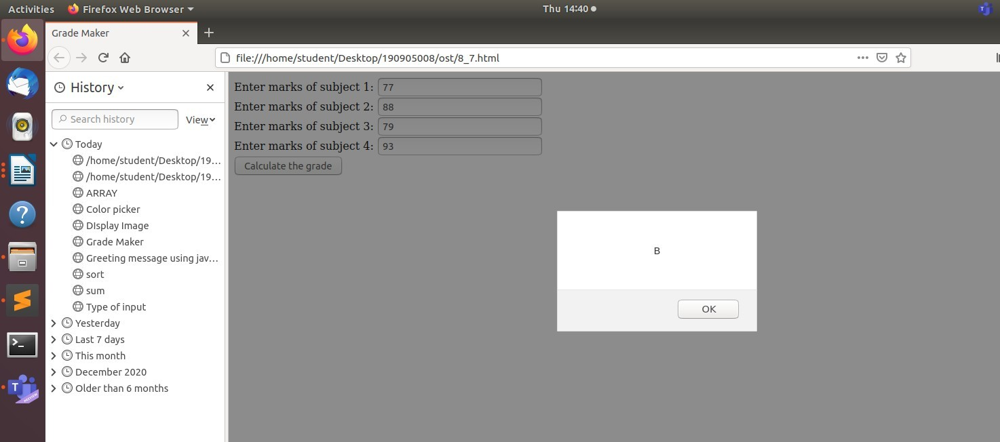 Activities Firefox Web Browser Thu 14:40
Grade Maker
file:///home/student/Desktop/190905008/ost/8_7.html
History
Search history View
Today
/home/student/Desktop/19...
/home/student/Desktop/19...
ARRAY
Color picker
DIsplay Image
Grade Maker
Greeting message using jav...
sort
sum
Type of input
Yesterday
Last 7 days
This month
December 2020
Older than 6 months
Enter marks of subject 1: 77
Enter marks of subject 2: 88
Enter marks of subject 3: 79
Enter marks of subject 4: 93
Calculate the grade
B
OK
T
T
PREVIEW